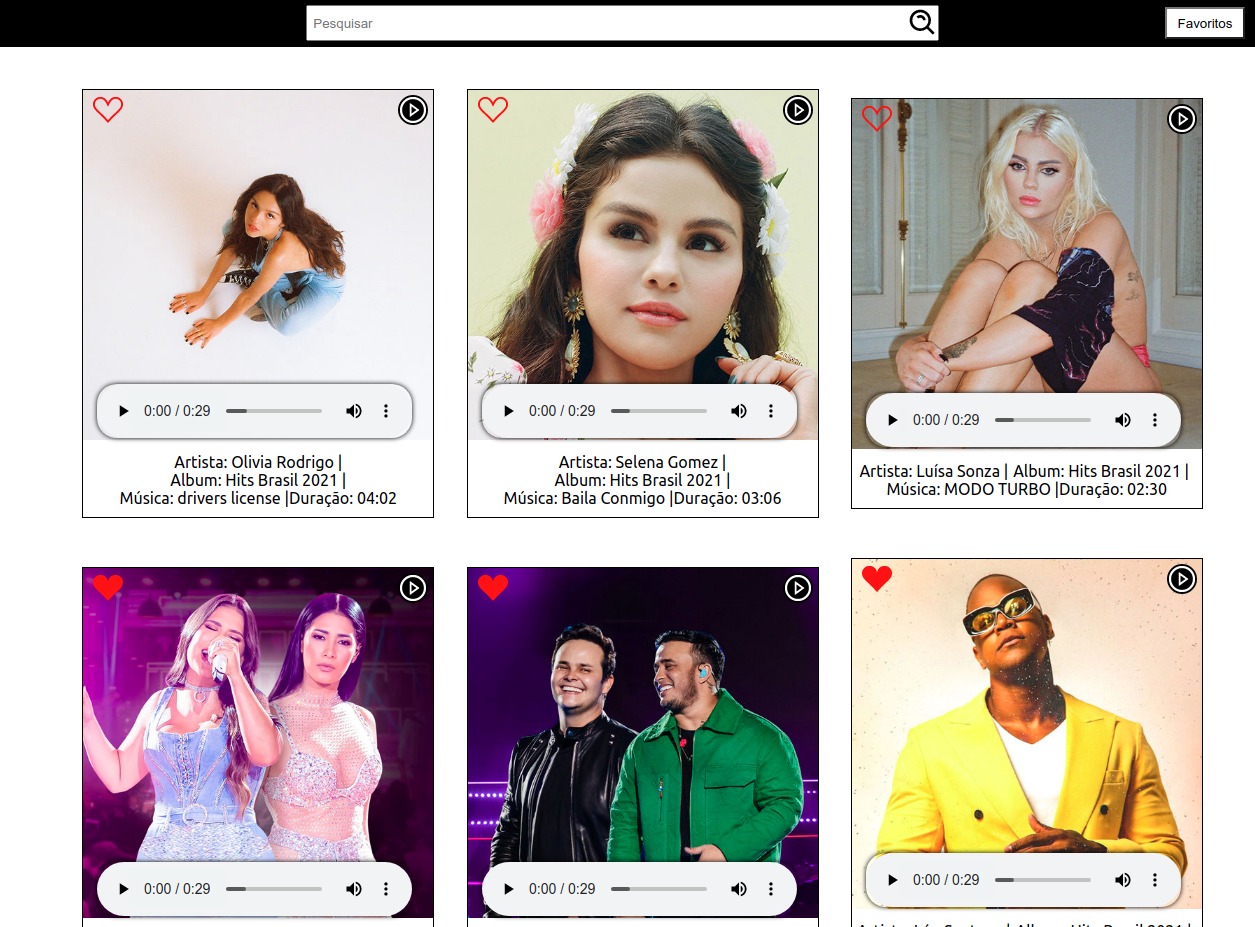 Pesquisar
Favoritos
0:00 / 0:29
0:00 / 0:29
0:00 / 0:29
Artista: Olivia Rodrigo |
Album: Hits Brasil 2021 |
Música: drivers license |Duração: 04:02
Artista: Selena Gomez |
Album: Hits Brasil 2021 |
Música: Baila Conmigo |Duração: 03:06
Artista: Luísa Sonza | Album: Hits Brasil 2021 |
Música: MODO TURBO |Duração: 02:30
0:00 / 0:29
0:00 / 0:29
0:00 / 0:29